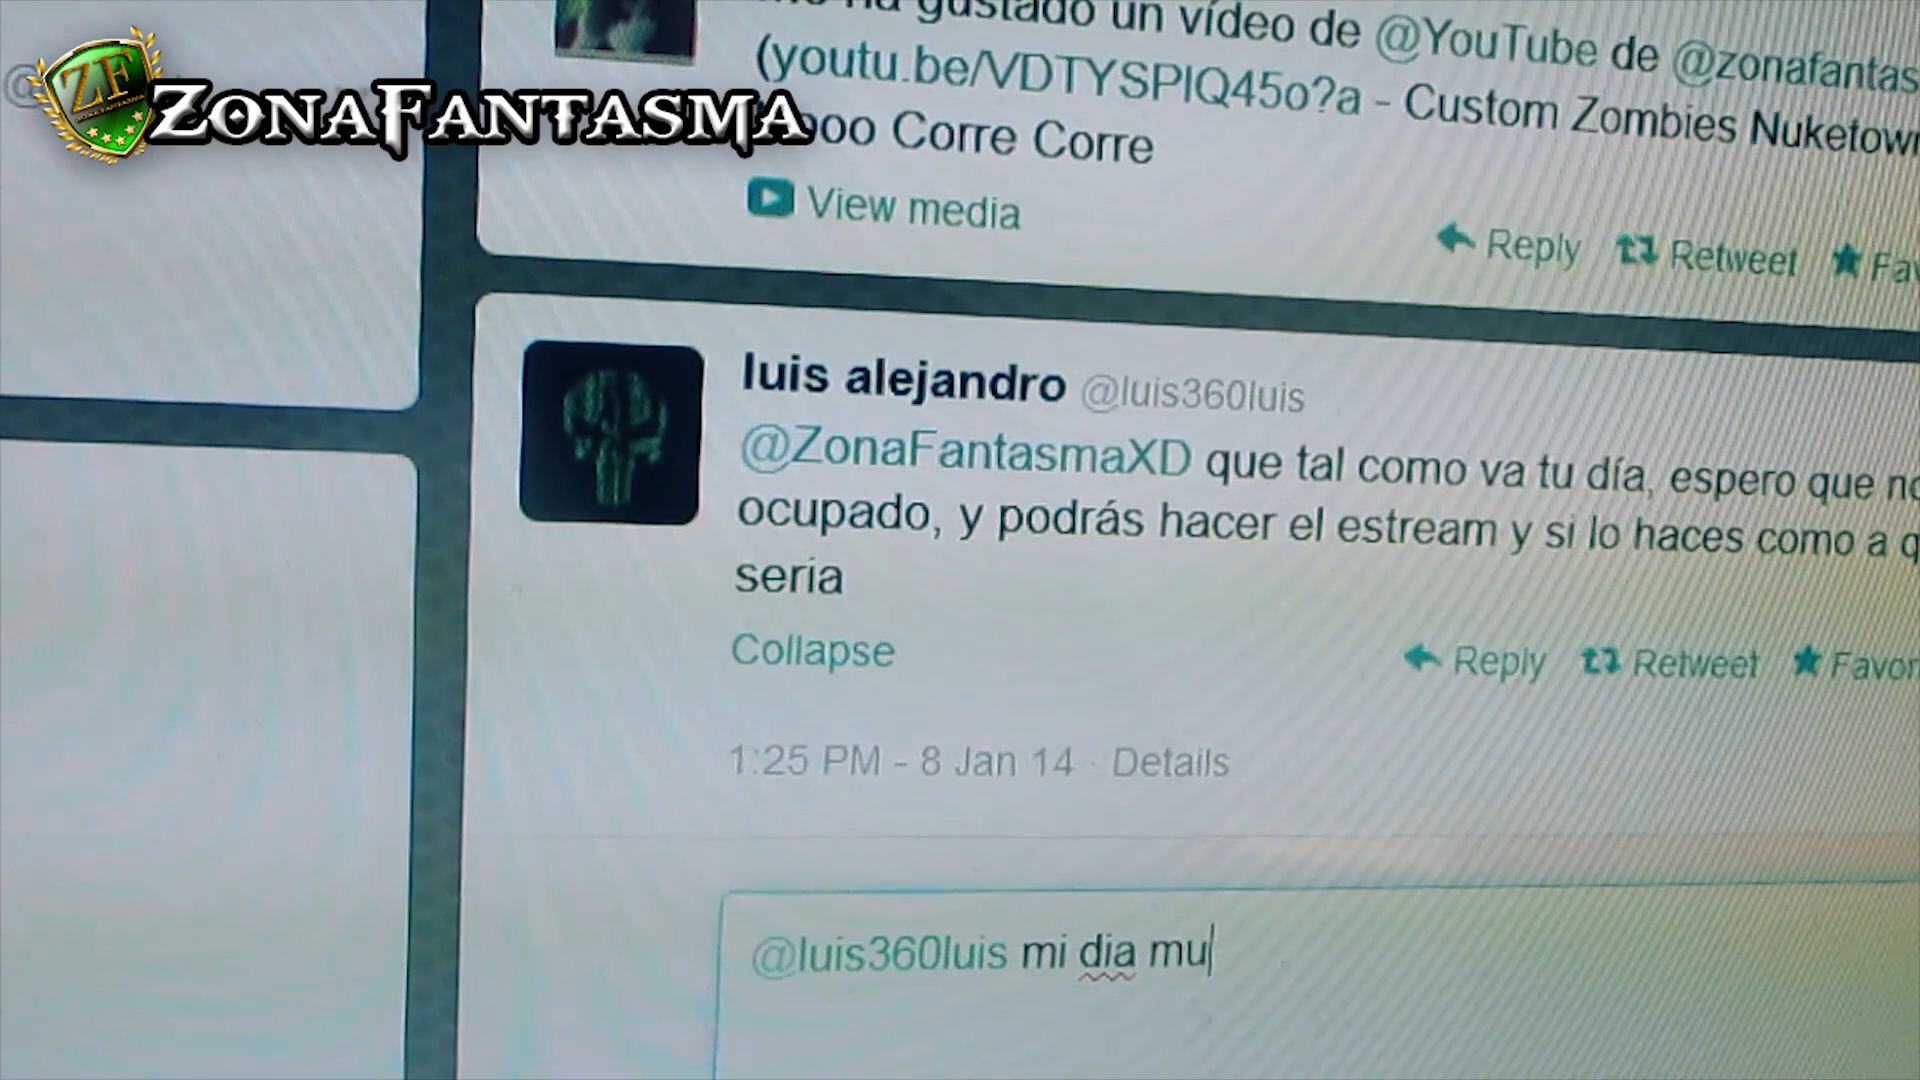 ZF
ZonaFantasma
gustado un vídeo de @YouTube de @zonafantas
(youtu.be/VDTYSPIQ45o?a - Custom Zombies Nuketown
Corre Corre
View media
Reply Retweet Fav
luis alejandro @luis360luis
@ZonaFantasmaXD que tal como va tu día, espero que no
ocupado, y podrás hacer el estream y si lo haces como a q
seria
Collapse
Reply Retweet Favor
1:25 PM - 8 Jan 14 · Details
@luis360luis mi dia mu